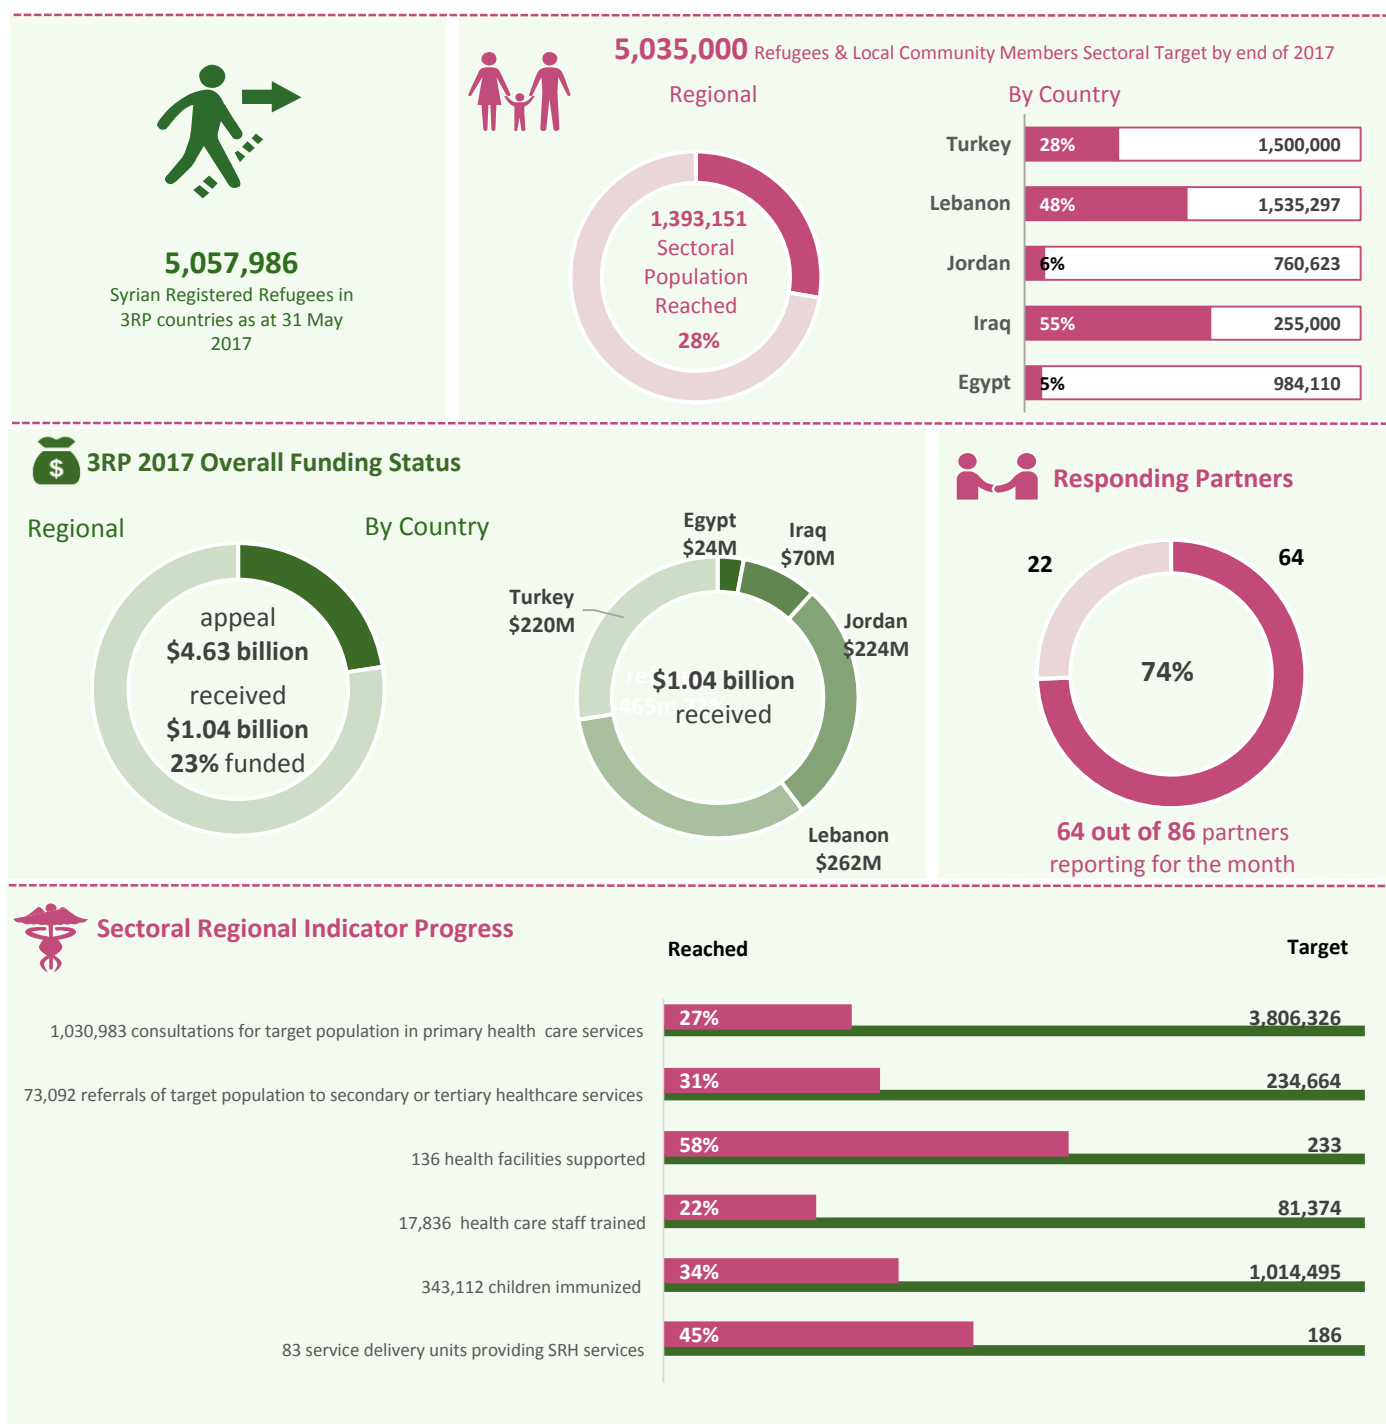 5,057,986
Syrian Registered Refugees in
3RP countries as at 31 May
2017
5,035,000 Refugees & Local Community Members Sectoral Target by end of 2017
Regional
1,393,151
Sectoral
Population
Reached
28%
By Country
Turkey 28% 1,500,000
Lebanon 48% 1,535,297
Jordan 6% 760,623
Iraq 55% 255,000
Egypt 5% 984,110
$ 3RP 2017 Overall Funding Status
Regional
appeal
$4.63 billion
received
$1.04 billion
23% funded
By Country
Egypt
$24M
Iraq
$70M
Turkey
$220M
Jordan
$224M
$1.04 billion
received
Lebanon
$262M
Responding Partners
22
64
74%
64 out of 86 partners
reporting for the month
Sectoral Regional Indicator Progress
Reached Target
1,030,983 consultations for target population in primary health care services 27% 3,806,326
73,092 referrals of target population to secondary or tertiary healthcare services 31% 234,664
136 health facilities supported 58% 233
17,836 health care staff trained 22% 81,374
343,112 children immunized 34% 1,014,495
83 service delivery units providing SRH services 45% 186